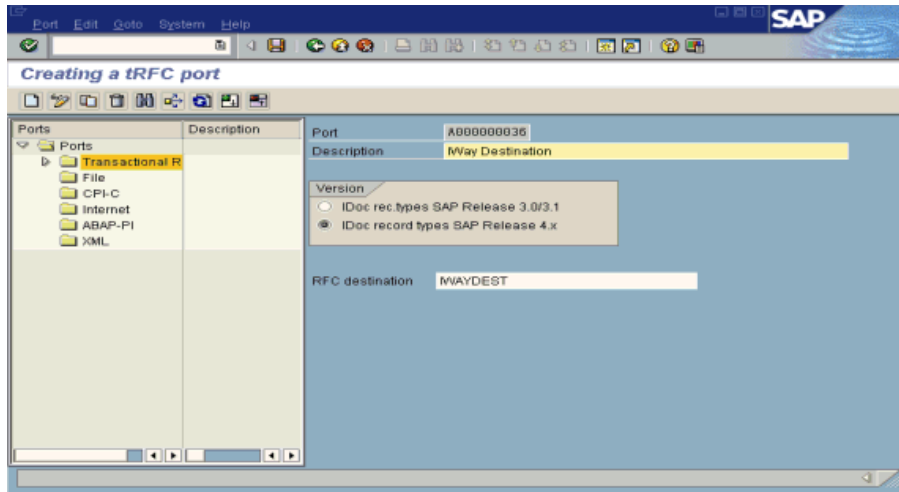 Port Edit Goto System Help
SAP
Creating a tRFC port
Ports Description
Ports
Transactional R
File
CPI-C
Internet
ABAP-PI
XML
Port A000000036
Description IWay Destination
Version
IDoc rec.types SAP Release 3.0/3.1
IDoc record types SAP Release 4.x
RFC destination IWAYDEST